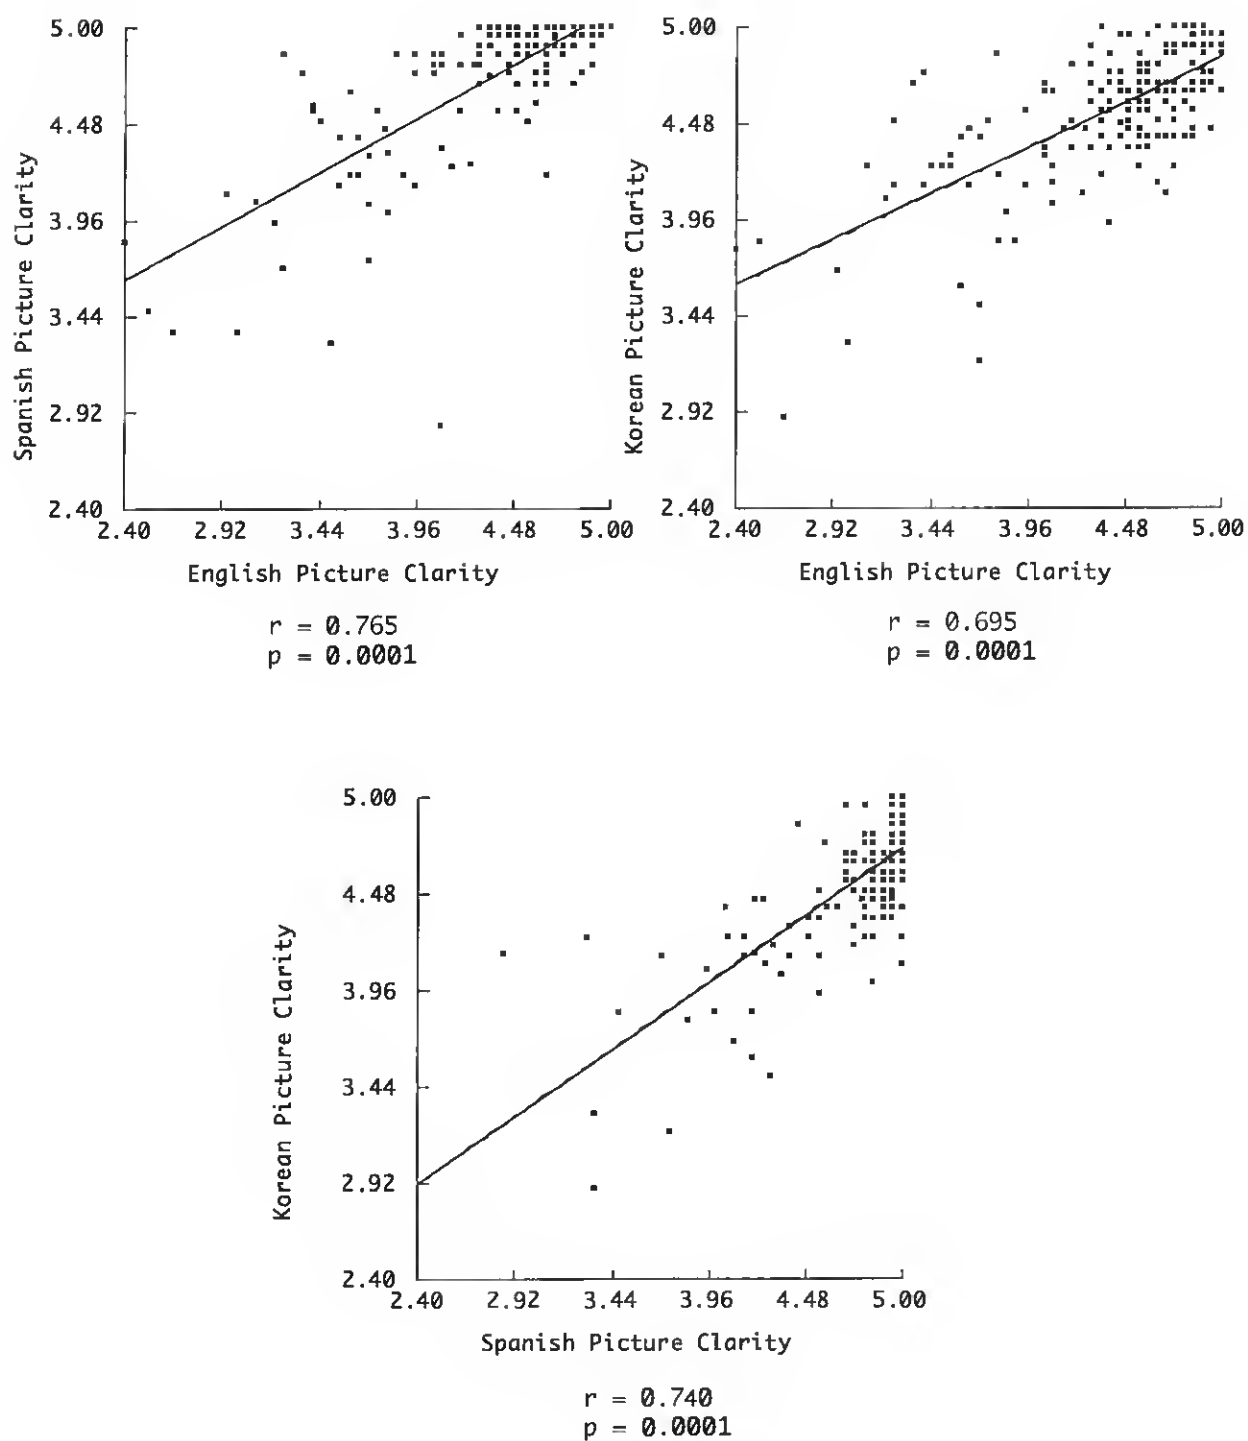 5.00
4.48
3.96
3.44
2.92
2.40
Spanish Picture Clarity
2.40 2.92 3.44 3.96 4.48 5.00
English Picture Clarity
r = 0.765
p = 0.0001
5.00
4.48
3.96
3.44
2.92
2.40
Korean Picture Clarity
2.40 2.92 3.44 3.96 4.48 5.00
English Picture Clarity
r = 0.695
p = 0.0001
5.00
4.48
3.96
3.44
2.92
2.40
Korean Picture Clarity
2.40 2.92 3.44 3.96 4.48 5.00
Spanish Picture Clarity
r = 0.740
p = 0.0001